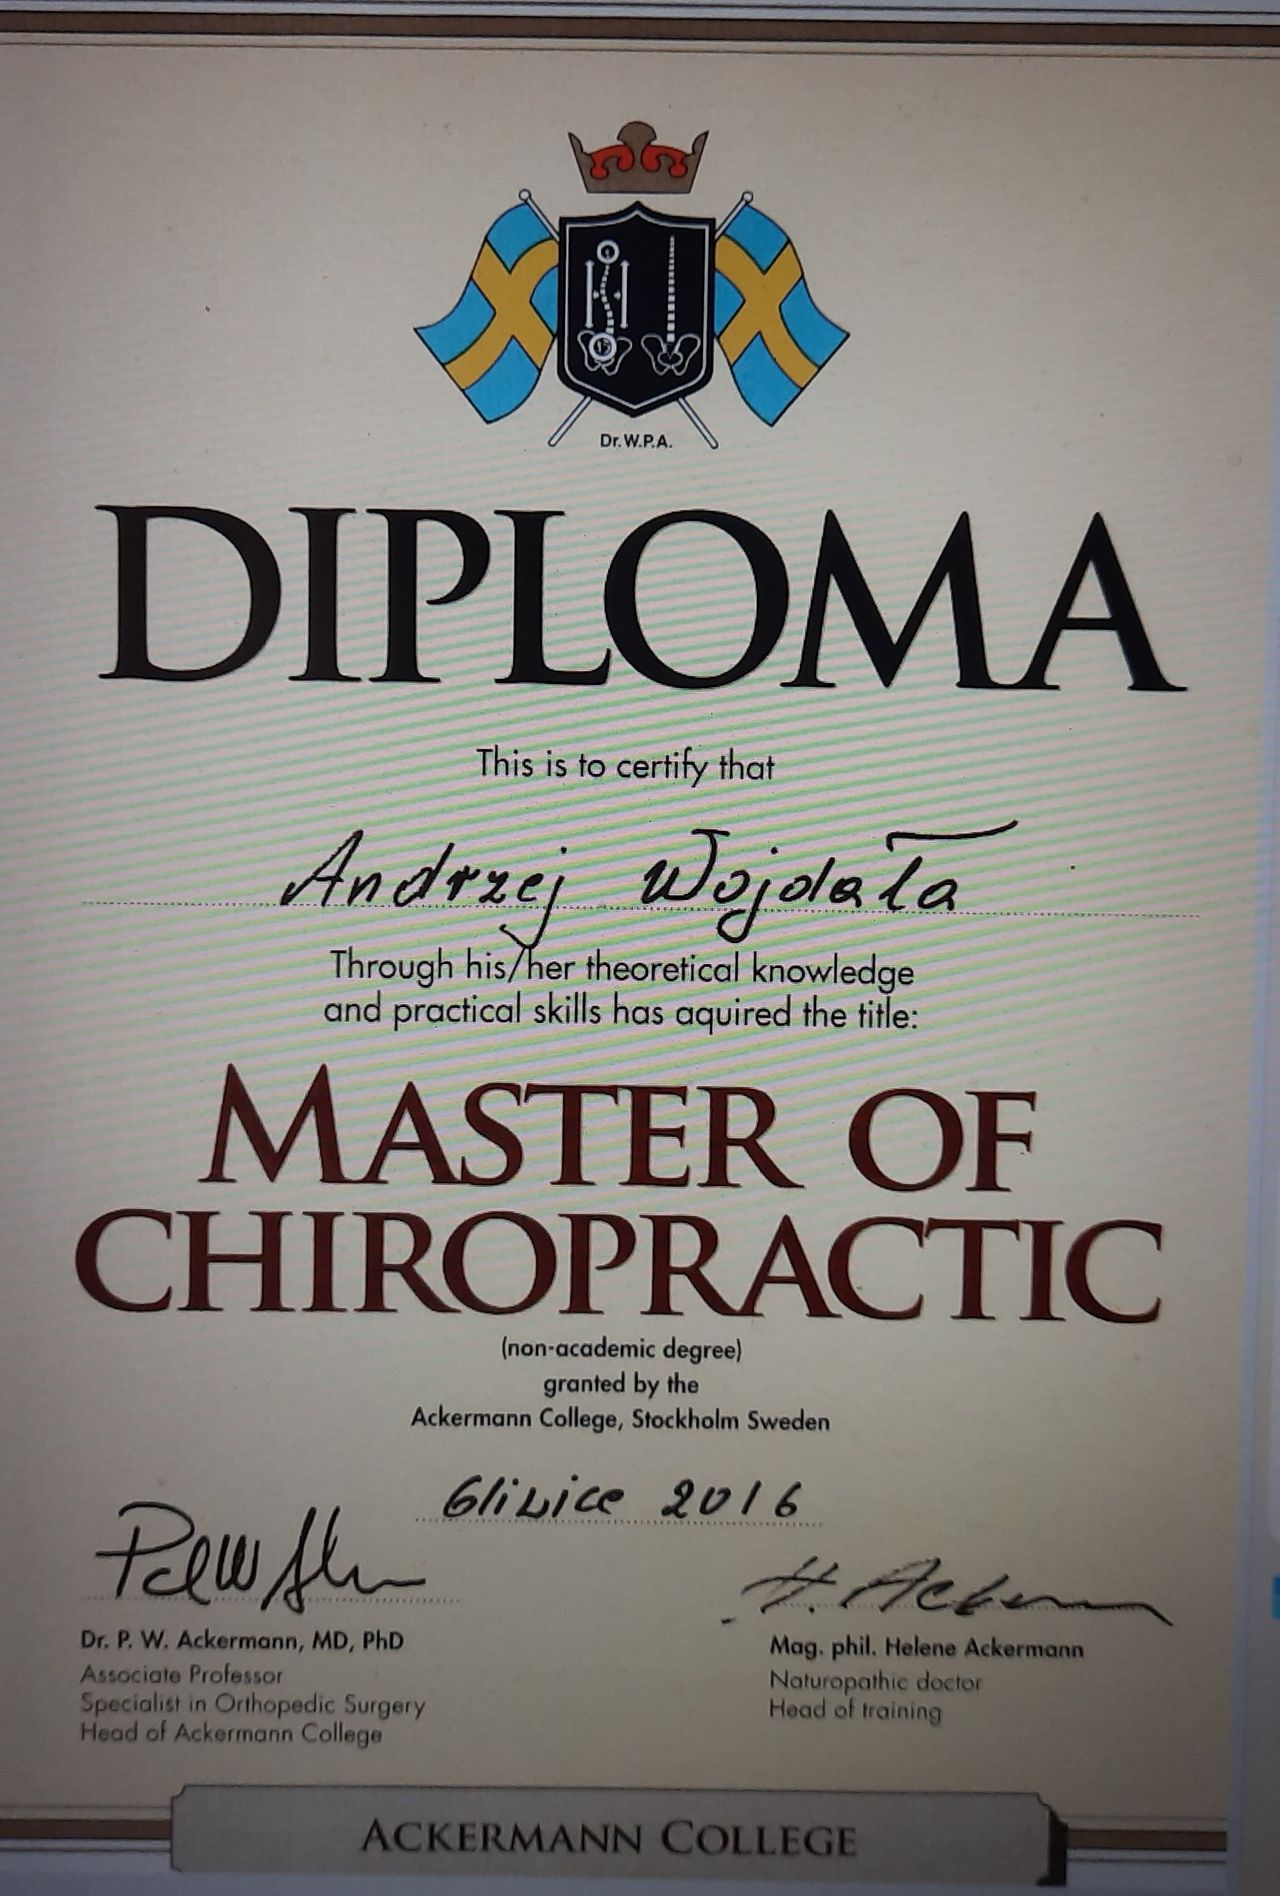 Dr. W.P.A.
DIPLOMA
This is to certify that
Andrzej Wojdała
Through his/her theoretical knowledge
and practical skills has aquired the title:
MASTER OF
CHIROPRACTIC
(non-academic degree)
granted by the
Ackermann College, Stockholm Sweden
Gliwice 2016
H. Ackermann
Dr. P. W. Ackermann, MD, PhD
Associate Professor
Specialist in Orthopedic Surgery
Head of Ackermann College
Mag. phil. Helene Ackermann
Naturopathic doctor
Head of training
ACKERMANN COLLEGE